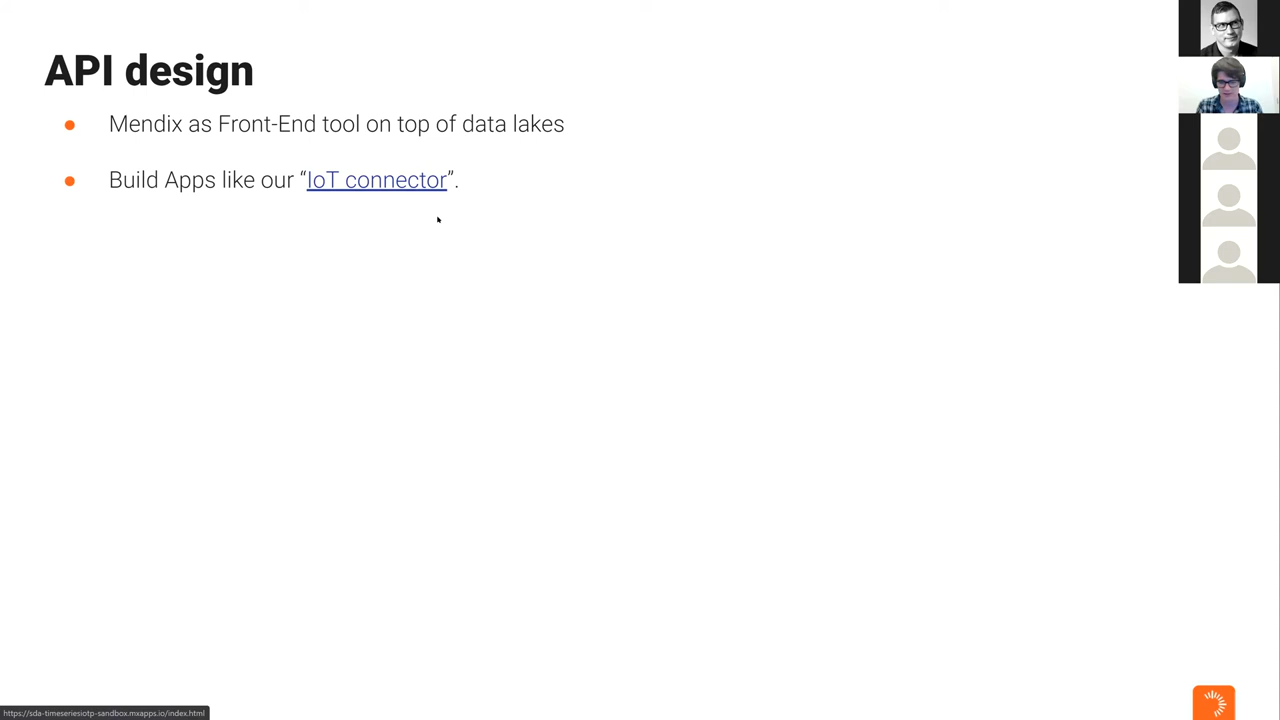 API design
Mendix as Front-End tool on top of data lakes
Build Apps like our “IoT connector”.
https://sda-timeseriesiotp-sandbox.mxapps.io/index.html